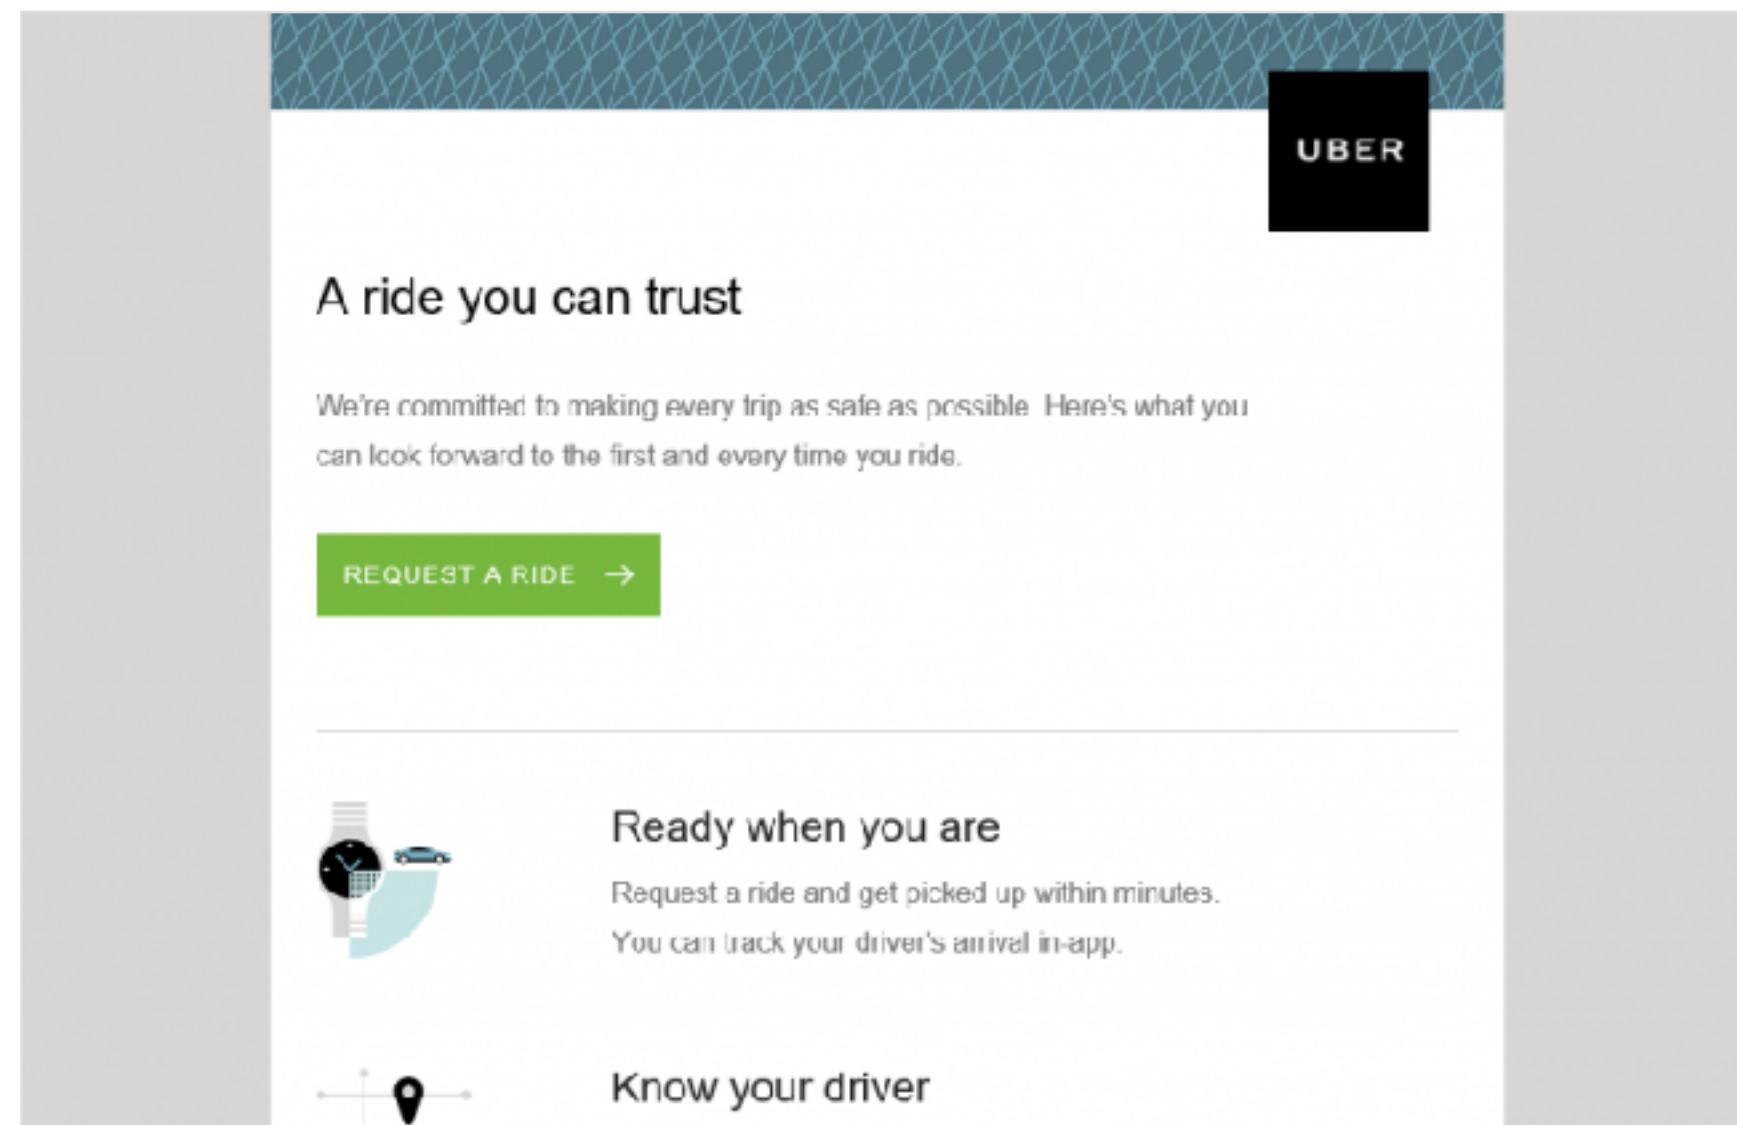 UBER
A ride you can trust
We're committed to making every trip as safe as possible. Here's what you
can look forward to the first and every time you ride.
REQUEST A RIDE →
Ready when you are
Request a ride and get picked up within minutes.
You can track your driver's arrival in-app.
Know your driver